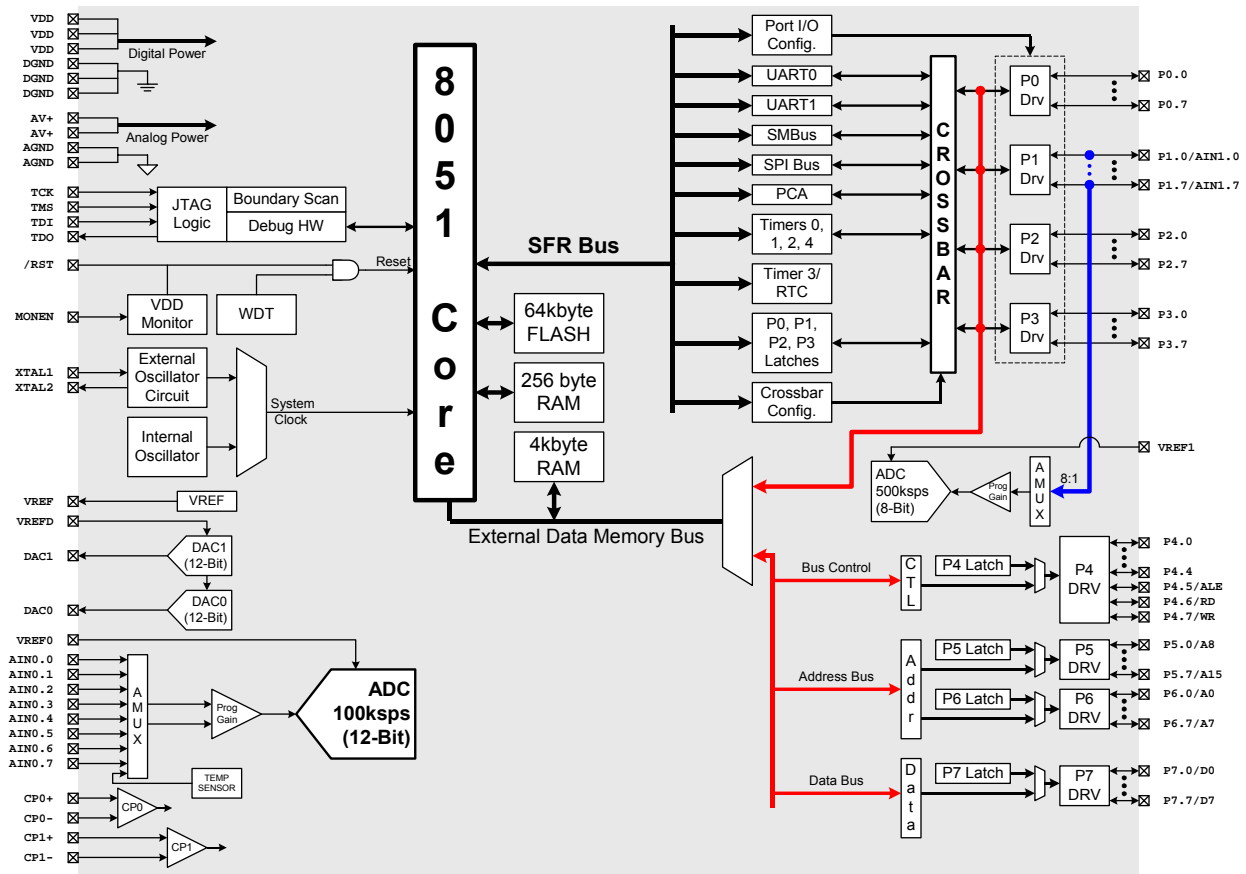 VDD
VDD
VDD
Digital Power
DGND
DGND
DGND
AV+
AV+
Analog Power
AGND
AGND
TCK
TMS
TDI
TDO
JTAG
Logic
Boundary Scan
Debug HW
/RST
Reset
MONEN
VDD
Monitor
WDT
XTAL1
XTAL2
External
Oscillator
Circuit
Internal
Oscillator
System
Clock
VREF
VREF
VREFD
DAC1
DAC1
(12-Bit)
DAC0
DAC0
(12-Bit)
VREF0
AIN0.0
AIN0.1
AIN0.2
AIN0.3
AIN0.4
AIN0.5
AIN0.6
AIN0.7
AMUX
Prog
Gain
ADC
100ksps
(12-Bit)
TEMP
SENSOR
CP0+
CP0-
CP0
CP1+
CP1-
CP1
8051 Core
SFR Bus
64kbyte
FLASH
256 byte
RAM
4kbyte
RAM
External Data Memory Bus
Port I/O
Config.
UART0
UART1
SMBus
SPI Bus
PCA
Timers 0,
1, 2, 4
Timer 3/
RTC
P0, P1,
P2, P3
Latches
Crossbar
Config.
CROSSBAR
P0
Drv
P1
Drv
P2
Drv
P3
Drv
P0.0
P0.7
P1.0/AIN1.0
P1.7/AIN1.7
P2.0
P2.7
P3.0
P3.7
VREF1
ADC
500ksps
(8-Bit)
Prog
Gain
AMUX
8:1
Bus Control
CTL
P4 Latch
P4
DRV
P4.0
P4.4
P4.5/ALE
P4.6/RD
P4.7/WR
Address Bus
Addr
P5 Latch
P5
DRV
P5.0/A8
P5.7/A15
P6 Latch
P6
DRV
P6.0/A0
P6.7/A7
Data Bus
Data
P7 Latch
P7
DRV
P7.0/D0
P7.7/D7